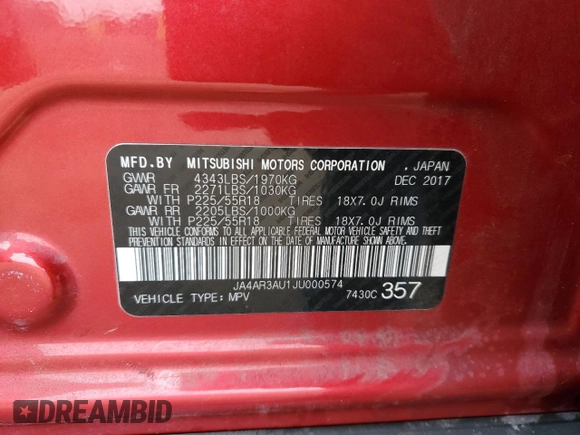 MFD.BY MITSUBISHI MOTORS CORPORATION , JAPAN
GVWR 4343LBS/1970KG DEC 2017
GAWR FR 2271LBS/1030KG
WITH P225/55R18 TIRES 18X7.0J RIMS
GAWR RR 2205LBS/1000KG
WITH P225/55R18 TIRES 18X7.0J RIMS
THIS VEHICLE CONFORMS TO ALL APPLICABLE FEDERAL MOTOR VEHICLE SAFETY AND THEFT
PREVENTION STANDARDS IN EFFECT ON THE DATE OF MANUFACTURE SHOWN ABOVE.
JA4AR3AU1JU000574
VEHICLE TYPE: MPV 7430C 357
DREAMBID